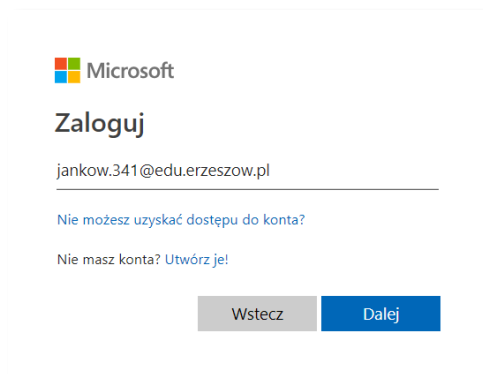 Microsoft
Zaloguj
jankow.341@edu.erzeszow.pl
Nie możesz uzyskać dostępu do konta?
Nie masz konta? Utwórz je!
Wstecz Dalej